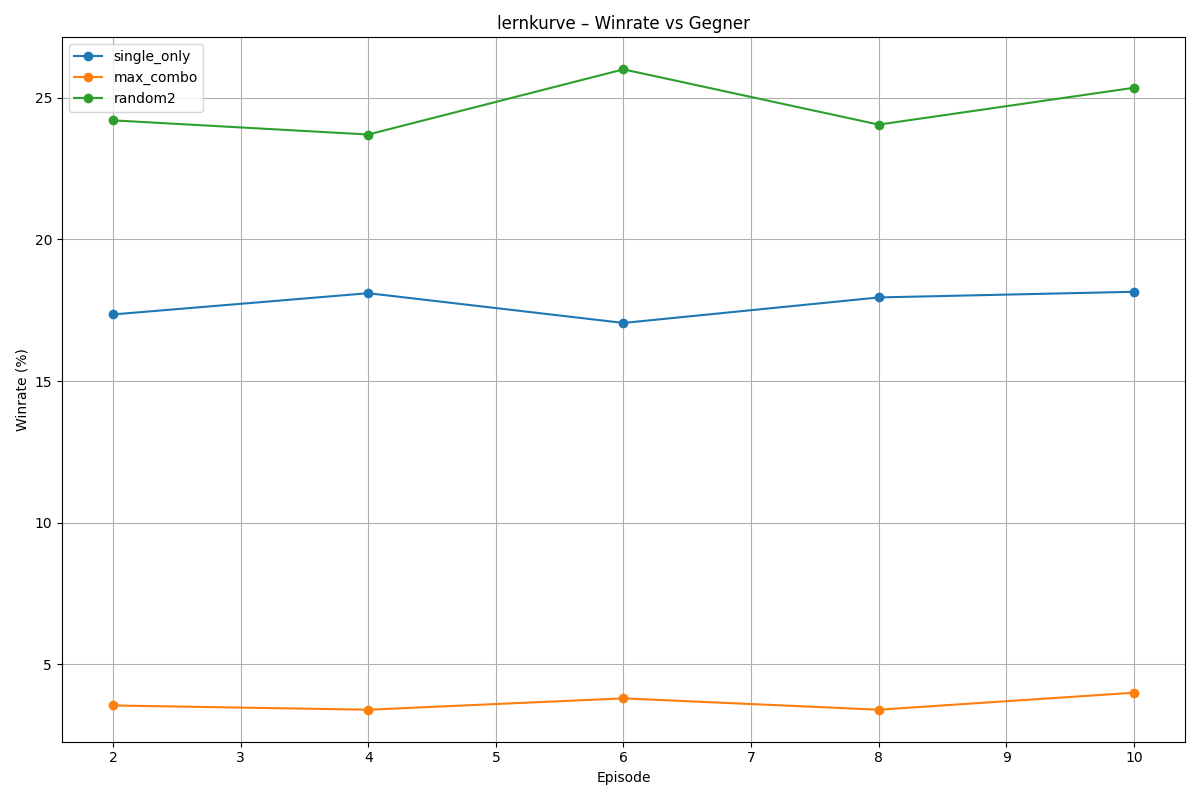 lernkurve – Winrate vs Gegner
single_only
max_combo
random2
Winrate (%)
25
20
15
10
5
2 3 4 5 6 7 8 9 10
Episode